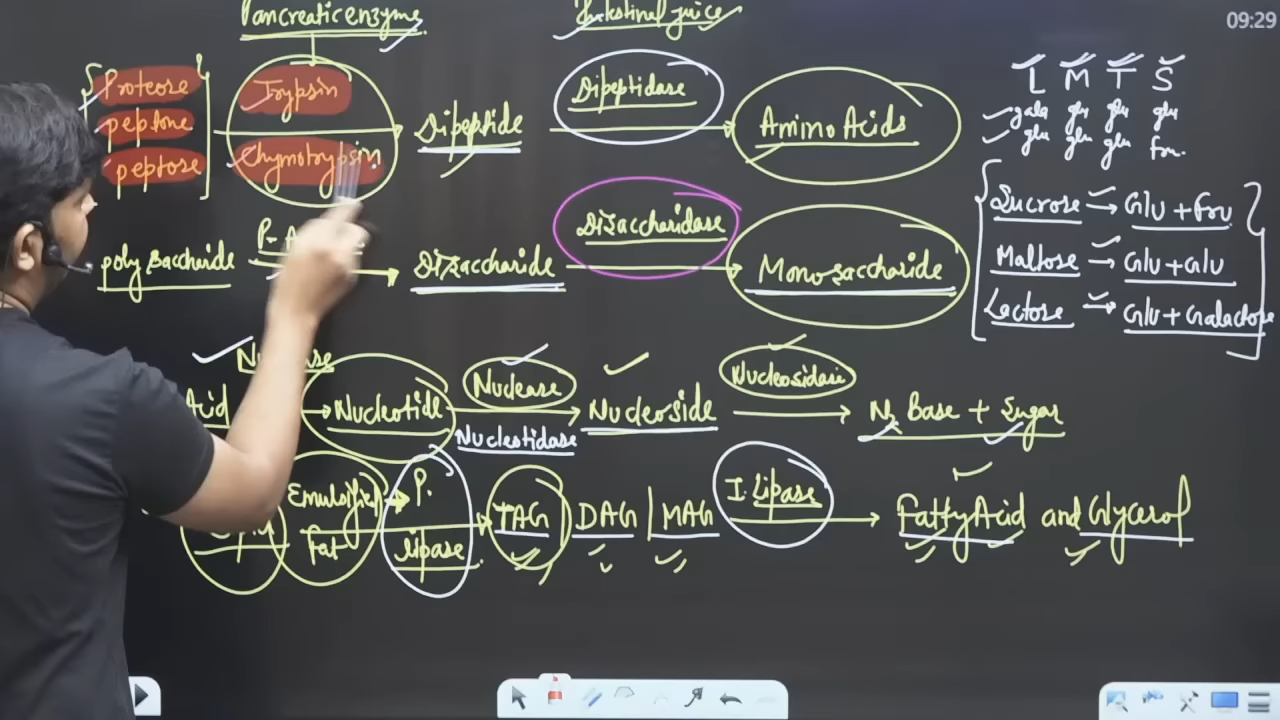 Pancreatic enzyme
Intestinal juice
09:29
L M T S
gala glu glu glu
glu glu glu fru.
Proteose
peptone
peptose
Trypsin
Chymotrypsin
Dipeptide
Dipeptidase
Amino Acids
poly Saccharide
P. A
Disaccharide
Disaccharidase
Monosaccharide
Sucrose → Glu + Fru
Maltose → Glu + Glu
Lactose → Glu + Galactose
Acid → Nucleotide
Nuclease
Nucleotidase
Nucleoside
Nucleosidase
N2 Base + Sugar
Emulsified
Fat
P.
lipase
TAG DAG | MAG
I. Lipase
Fatty Acid and Glycerol